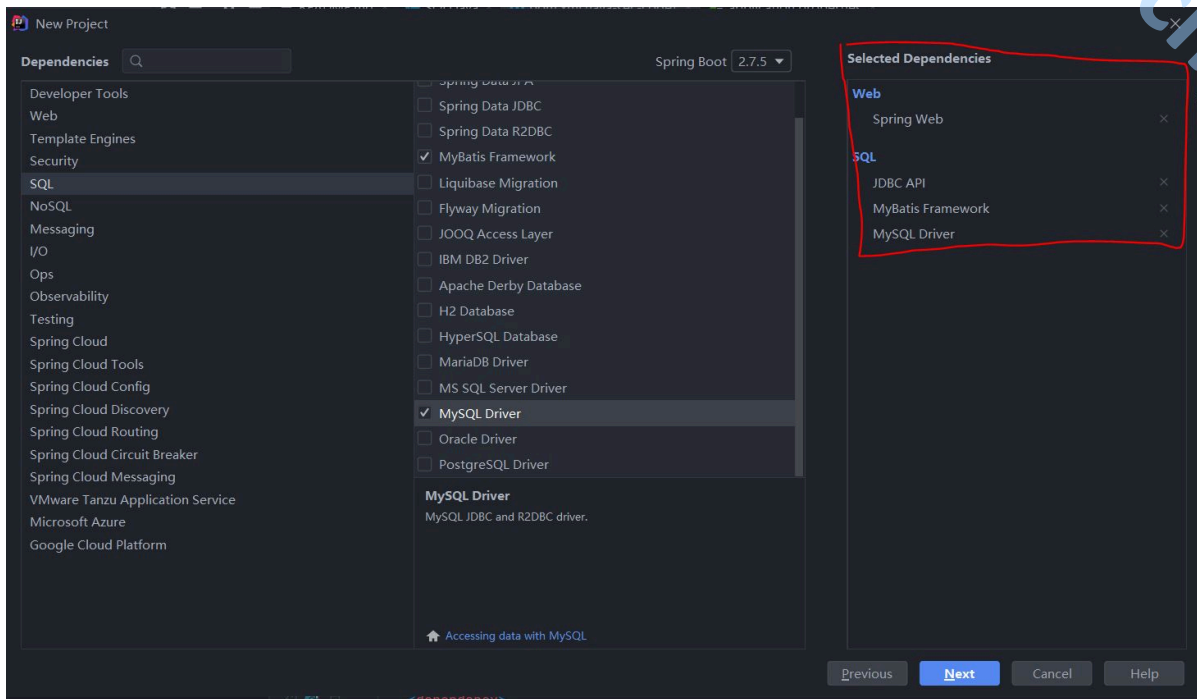 New Project
Dependencies
Spring Boot 2.7.5
Developer Tools
Web
Template Engines
Security
SQL
NoSQL
Messaging
I/O
Ops
Observability
Testing
Spring Cloud
Spring Cloud Tools
Spring Cloud Config
Spring Cloud Discovery
Spring Cloud Routing
Spring Cloud Circuit Breaker
Spring Cloud Messaging
VMware Tanzu Application Service
Microsoft Azure
Google Cloud Platform
Spring Data JPA
Spring Data JDBC
Spring Data R2DBC
MyBatis Framework
Liquibase Migration
Flyway Migration
JOOQ Access Layer
IBM DB2 Driver
Apache Derby Database
H2 Database
HyperSQL Database
MariaDB Driver
MS SQL Server Driver
MySQL Driver
Oracle Driver
PostgreSQL Driver
MySQL Driver
MySQL JDBC and R2DBC driver.
Accessing data with MySQL
Selected Dependencies
Web
Spring Web
SQL
JDBC API
MyBatis Framework
MySQL Driver
Previous
Next
Cancel
Help